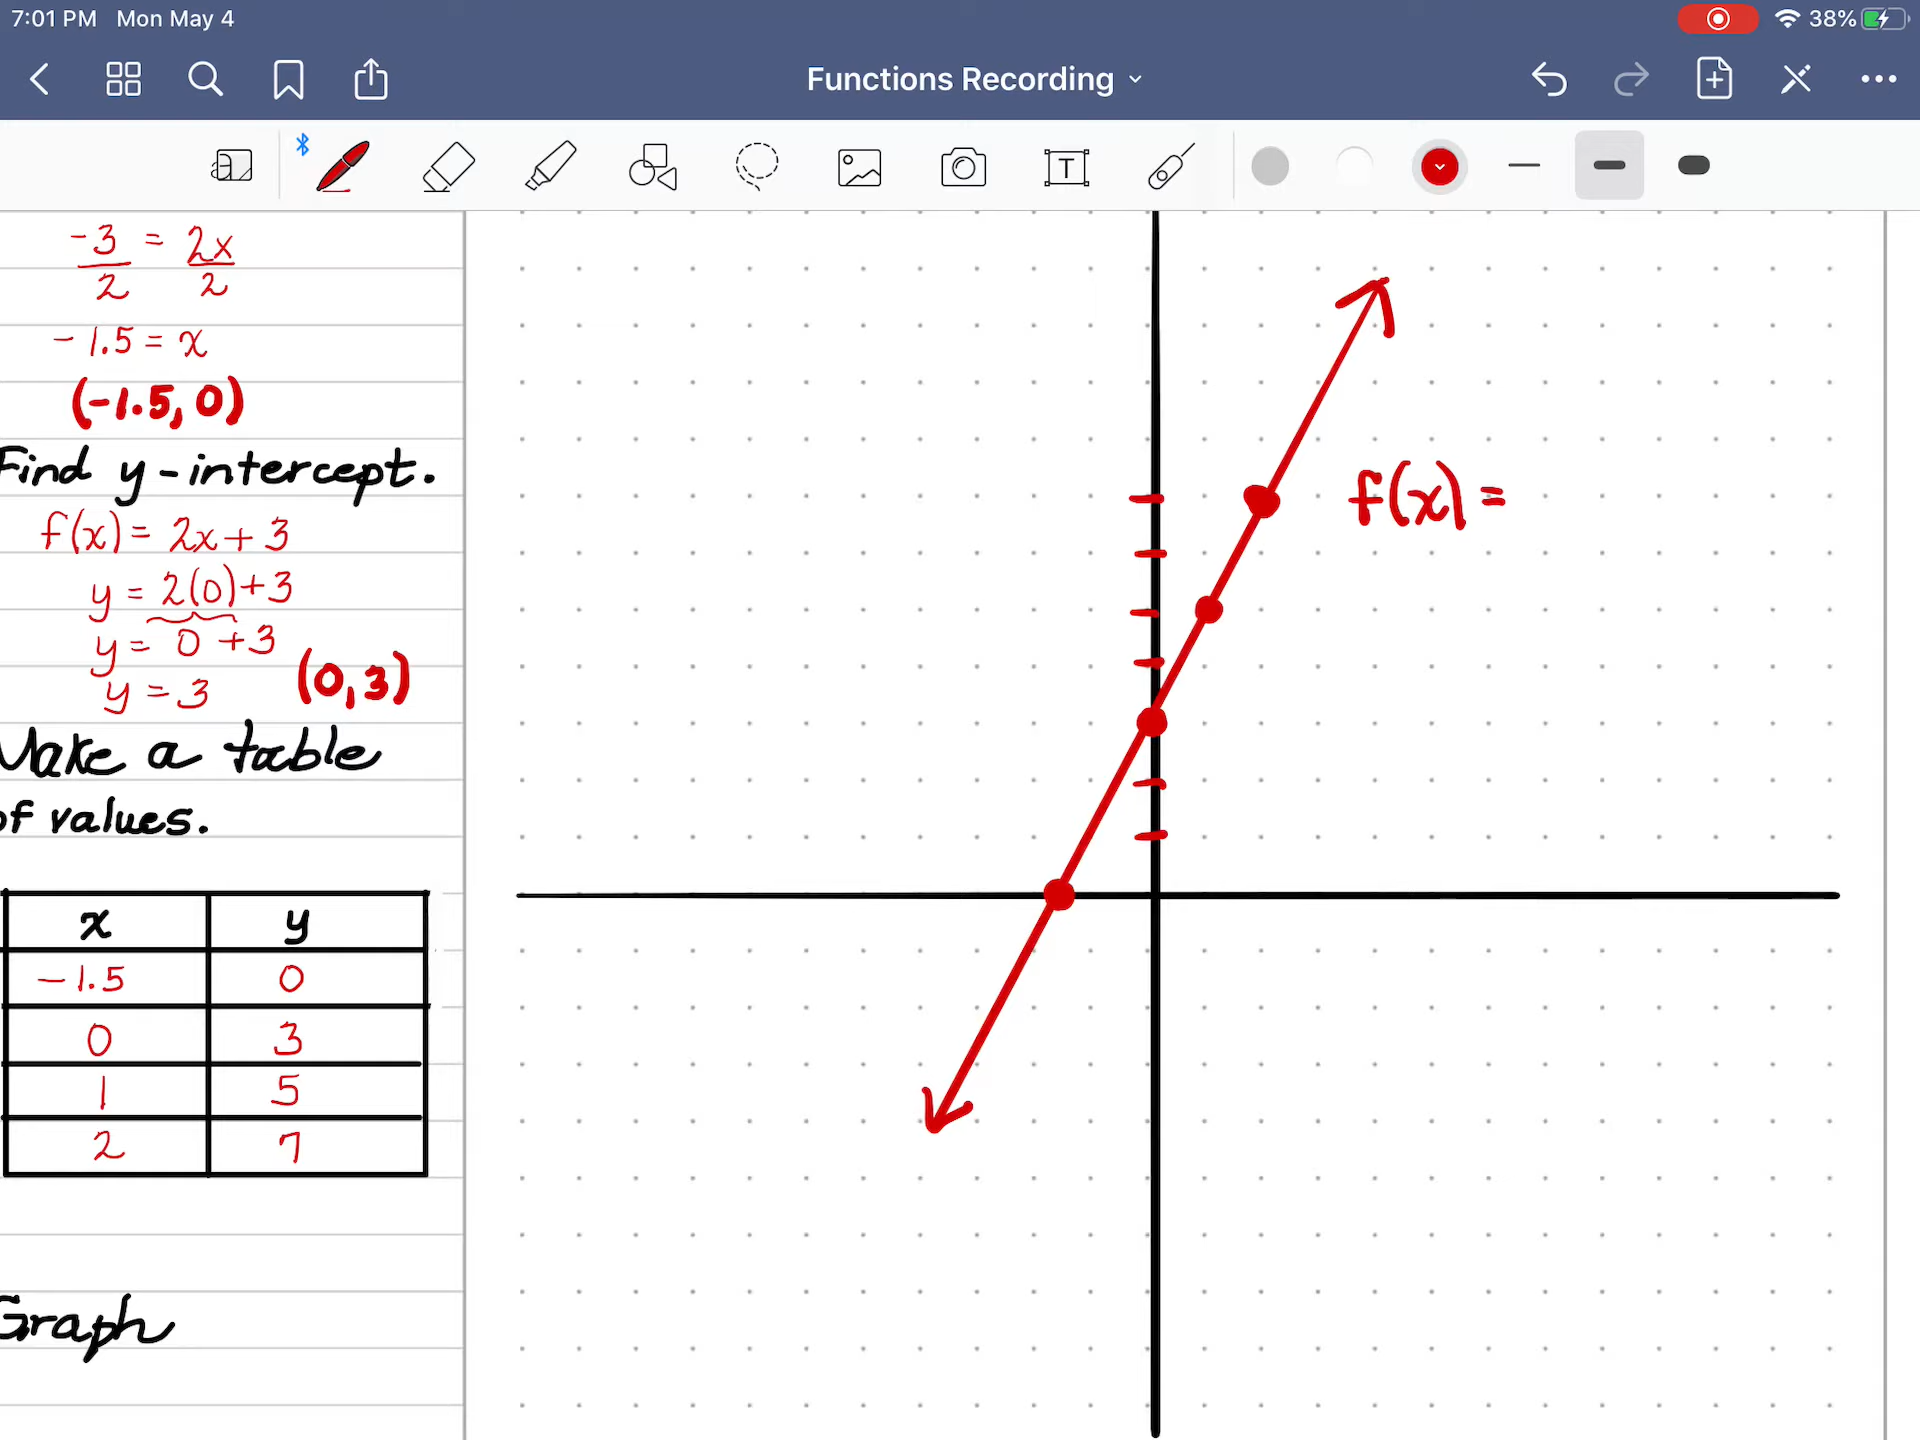 7:01 PM Mon May 4
38%
Functions Recording
T
-3/2 = 2x/2
-1.5 = x
(-1.5, 0)
Find y-intercept.
f(x) = 2x + 3
y = 2(0)+3
y = 0 +3
y = 3 (0,3)
Make a table
of values.
x y
-1.5 0
0 3
1 5
2 7
Graph
f(x) =